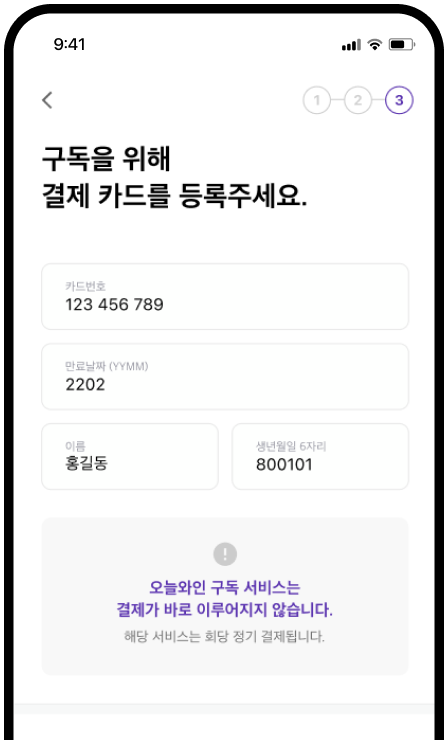 9:41
1 2 3
구독을 위해
결제 카드를 등록주세요.
카드번호
123 456 789
만료날짜 (YYMM)
2202
이름
홍길동
생년월일 6자리
800101
오늘와인 구독 서비스는
결제가 바로 이루어지지 않습니다.
해당 서비스는 회당 정기 결제됩니다.